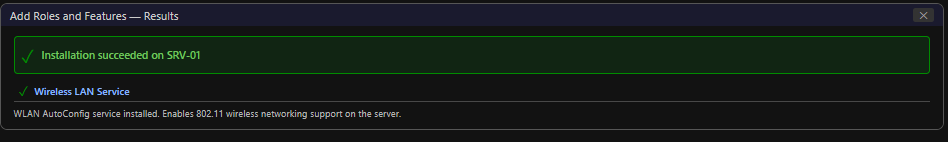 Add Roles and Features — Results
Installation succeeded on SRV-01
Wireless LAN Service
WLAN AutoConfig service installed. Enables 802.11 wireless networking support on the server.